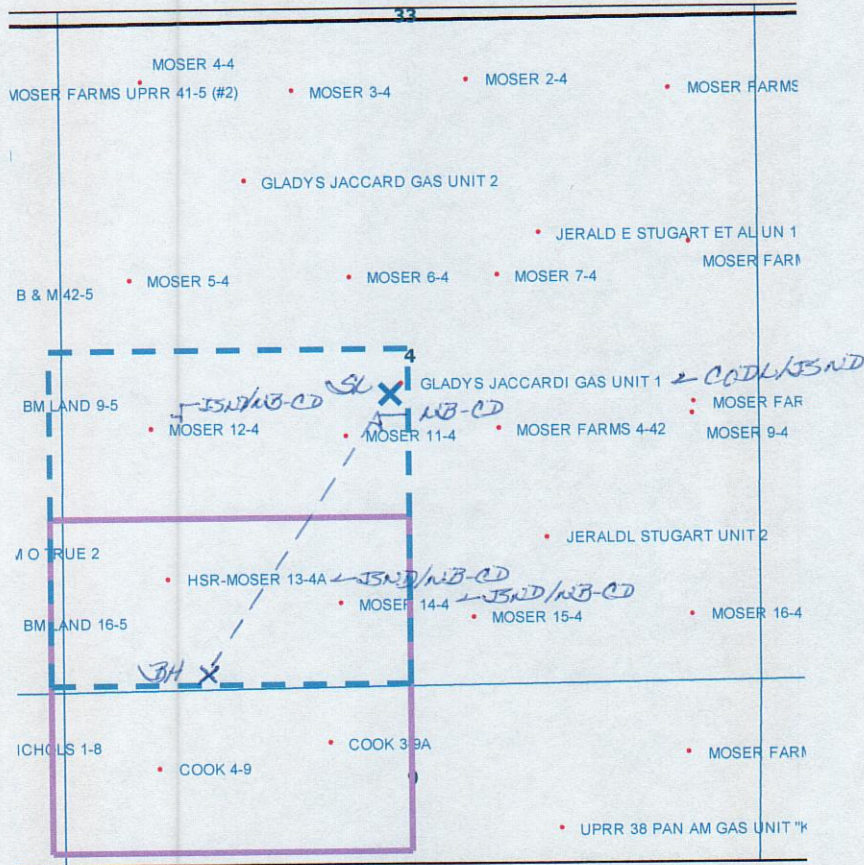 33
MOSER 4-4
MOSER FARMS UPRR 41-5 (#2)
MOSER 3-4
MOSER 2-4
MOSER FARMS
GLADYS JACCARD GAS UNIT 2
JERALD E STUGART ET AL UN 1
MOSER FARM
B & M 42-5
MOSER 5-4
MOSER 6-4
MOSER 7-4
4
SL
GLADYS JACCARDI GAS UNIT 1 CODL/JSND
BM LAND 9-5
JSND/NB-CD
NB-CD
MOSER FAR
MOSER 12-4
MOSER 11-4
MOSER FARMS 4-42
MOSER 9-4
JERALDL STUGART UNIT 2
M O TRUE 2
HSR-MOSER 13-4A JSND/NB-CD
MOSER 14-4 JSND/NB-CD
BM LAND 16-5
MOSER 15-4
MOSER 16-4
BH
ICHOLS 1-8
COOK 3-9A
MOSER FARM
COOK 4-9
9
UPRR 38 PAN AM GAS UNIT "K